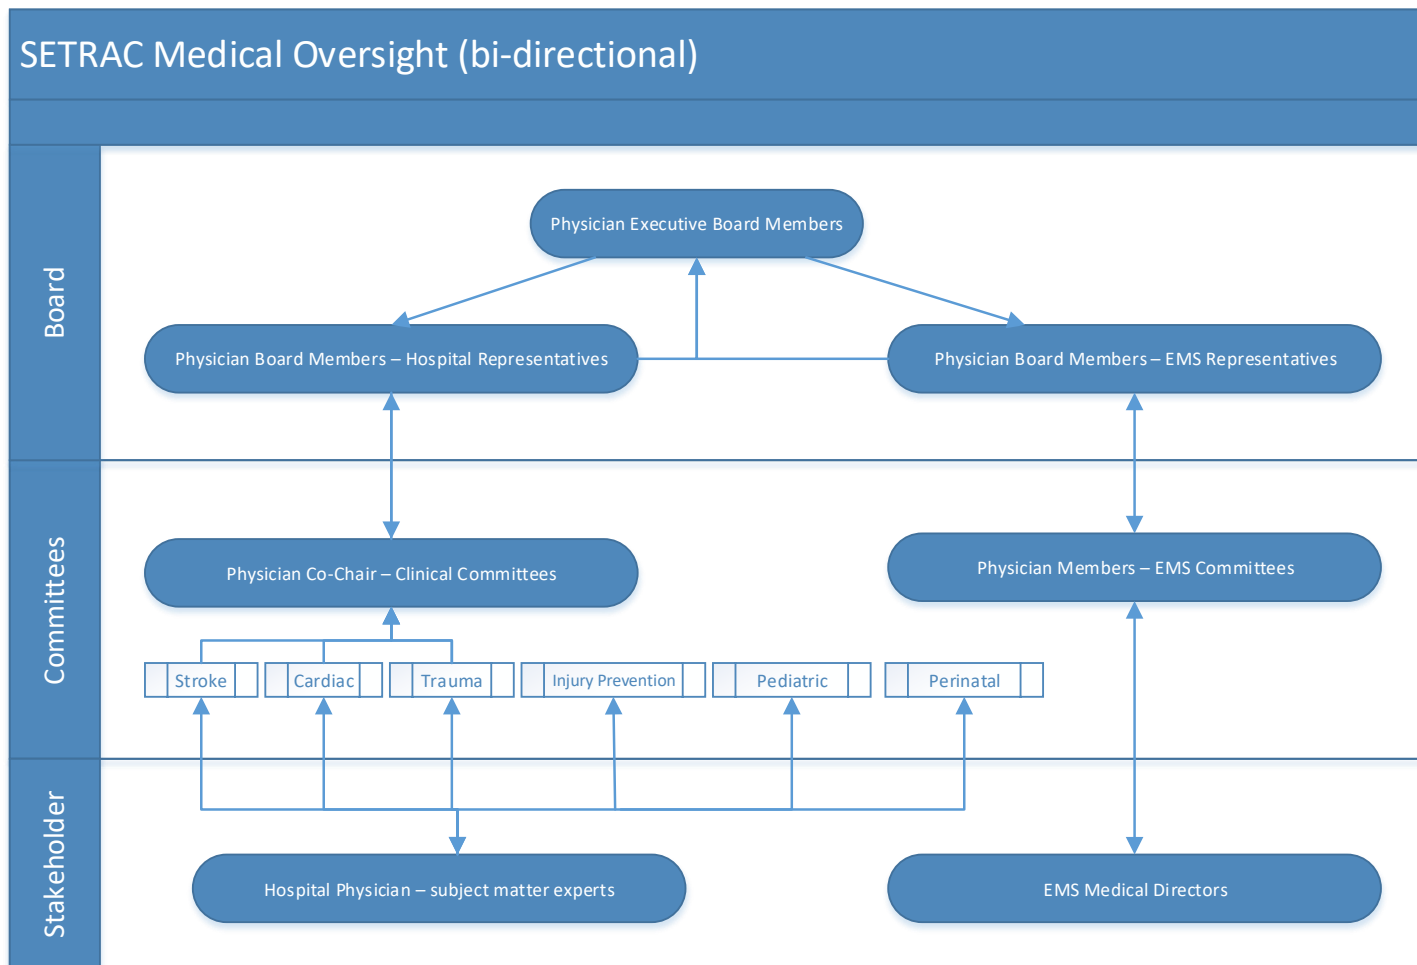 SETRAC Medical Oversight (bi-directional)
Board
Physician Executive Board Members
Physician Board Members – Hospital Representatives
Physician Board Members – EMS Representatives
Committees
Physician Co-Chair – Clinical Committees
Physician Members – EMS Committees
Stroke
Cardiac
Trauma
Injury Prevention
Pediatric
Perinatal
Stakeholder
Hospital Physician – subject matter experts
EMS Medical Directors